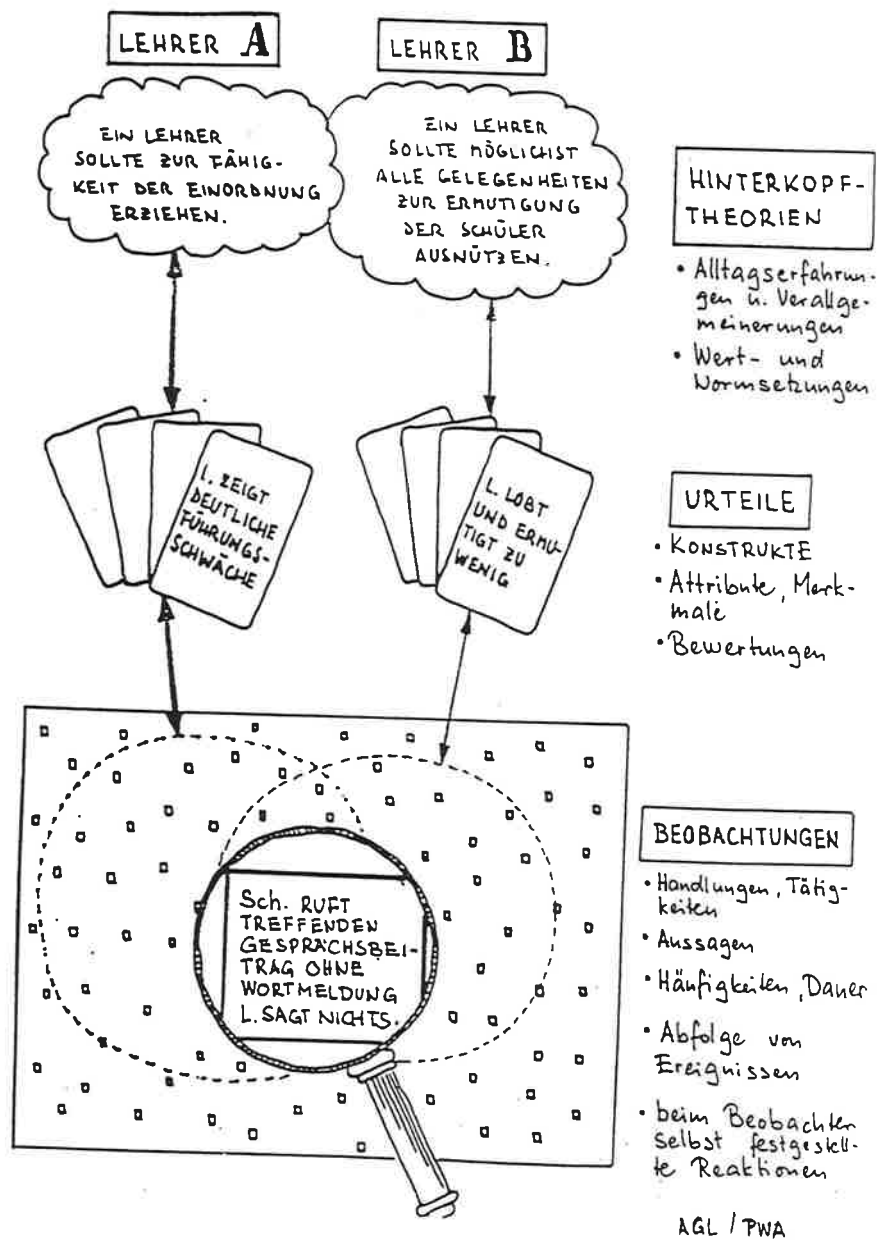 LEHRER A
LEHRER B
EIN LEHRER
SOLLTE ZUR FÄHIG-
KEIT DER EINORDNUNG
ERZIEHEN.
EIN LEHRER
SOLLTE MÖGLICHST
ALLE GELEGENHEITEN
ZUR ERMUTIGUNG
DER SCHÜLER
AUSNÜTZEN.
HINTERKOPF-
THEORIEN
• Alltagserfahrun-
gen u. Verallge-
meinerungen
• Wert- und
Normsetzungen
L. ZEIGT
DEUTLICHE
FÜHRUNGS-
SCHWÄCHE
L. LOBT
UND ERMU-
TIGT ZU
WENIG
URTEILE
• KONSTRUKTE
• Attribute, Merk-
male
• Bewertungen
Sch. RUFT
TREFFENDEN
GESPRÄCHSBEI-
TRAG OHNE
WORTMELDUNG
L. SAGT NICHTS.
BEOBACHTUNGEN
• Handlungen, Tätig-
keiten
• Aussagen
• Häufigkeiten, Dauer
• Abfolge von
Ereignissen
• beim Beobachter
selbst festgestell-
te Reaktionen
AGL / PWA